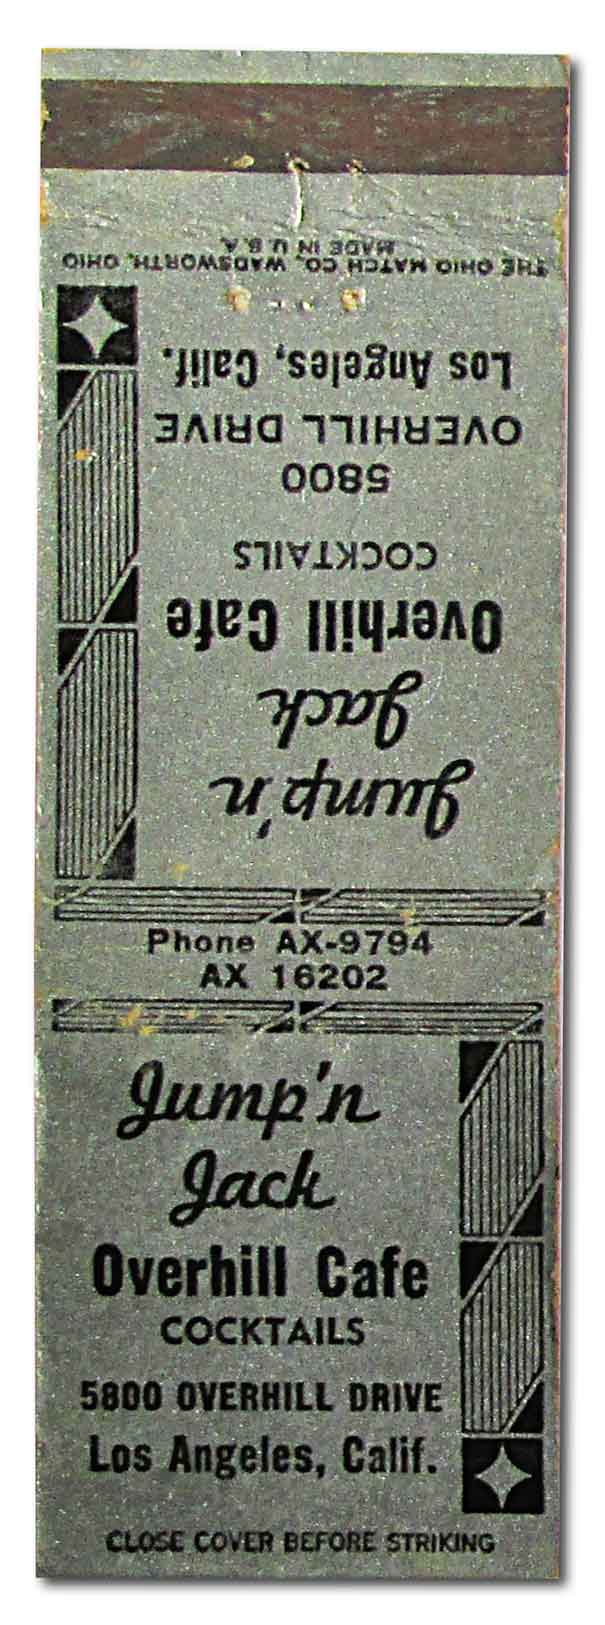 THE OHIO MATCH CO., WADSWORTH, OHIO
MADE IN U.S.A.
Jump'n
Jack
Overhill Cafe
COCKTAILS
5800
OVERHILL DRIVE
Los Angeles, Calif.
Phone AX-9794
AX 16202
Jump'n
Jack
Overhill Cafe
COCKTAILS
5800 OVERHILL DRIVE
Los Angeles, Calif.
CLOSE COVER BEFORE STRIKING